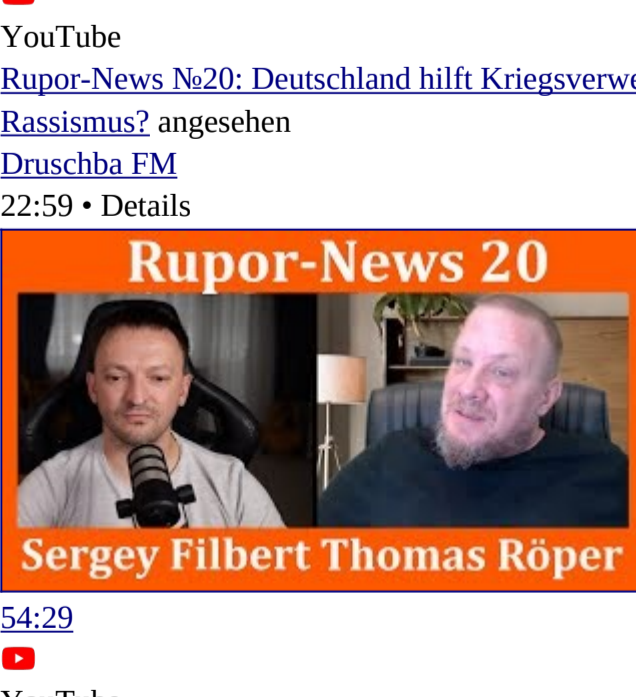 YouTube
Rupor-News №20: Deutschland hilft
Rassismus? angesehen
Druschba FM
22:59 • Details
Rupor-News 20
Sergey Filbert Thomas Röper
54:29